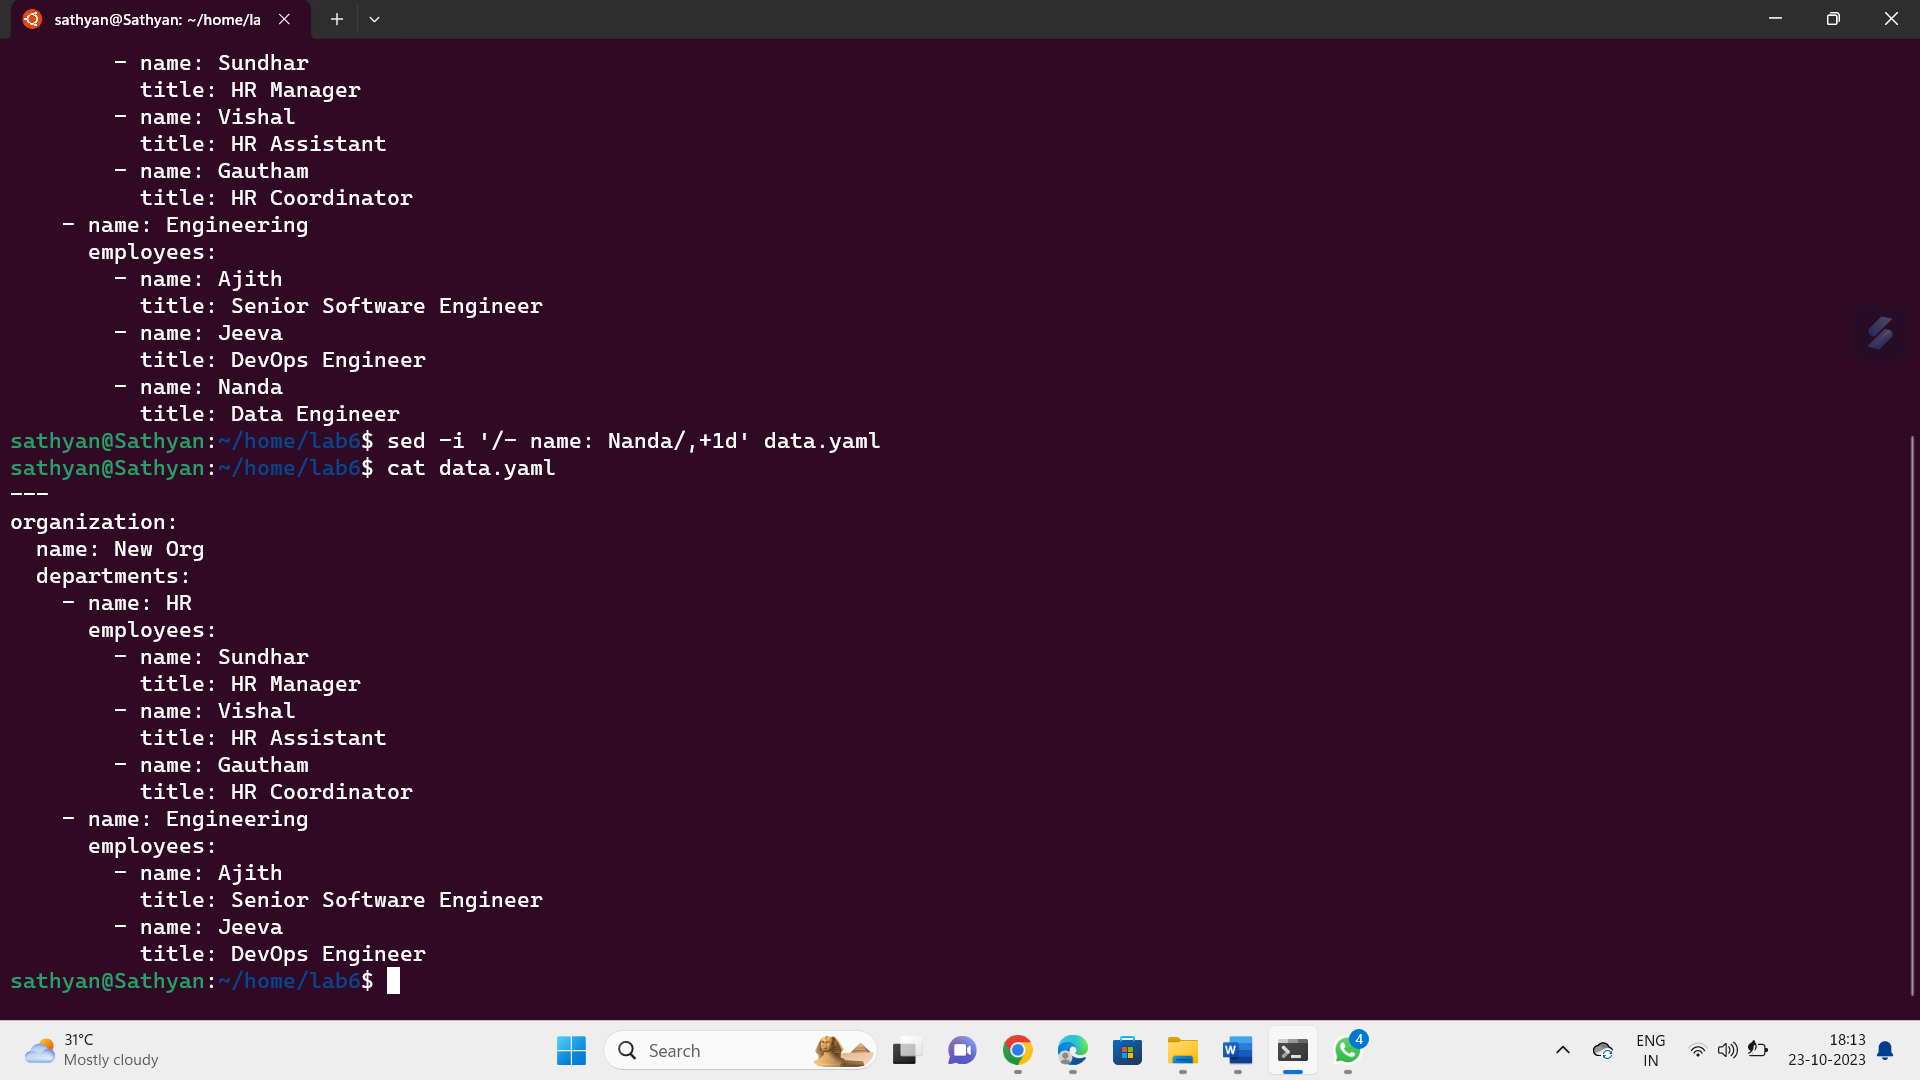 sathyan@Sathyan: ~/home/la
- name: Sundhar
title: HR Manager
- name: Vishal
title: HR Assistant
- name: Gautham
title: HR Coordinator
- name: Engineering
employees:
- name: Ajith
title: Senior Software Engineer
- name: Jeeva
title: DevOps Engineer
- name: Nanda
title: Data Engineer
sathyan@Sathyan:~/home/lab6$ sed -i '/- name: Nanda/,+1d' data.yaml
sathyan@Sathyan:~/home/lab6$ cat data.yaml
---
organization:
name: New Org
departments:
- name: HR
employees:
- name: Sundhar
title: HR Manager
- name: Vishal
title: HR Assistant
- name: Gautham
title: HR Coordinator
- name: Engineering
employees:
- name: Ajith
title: Senior Software Engineer
- name: Jeeva
title: DevOps Engineer
sathyan@Sathyan:~/home/lab6$
31°C
Mostly cloudy
Search
W
4
ENG
IN
18:13
23-10-2023